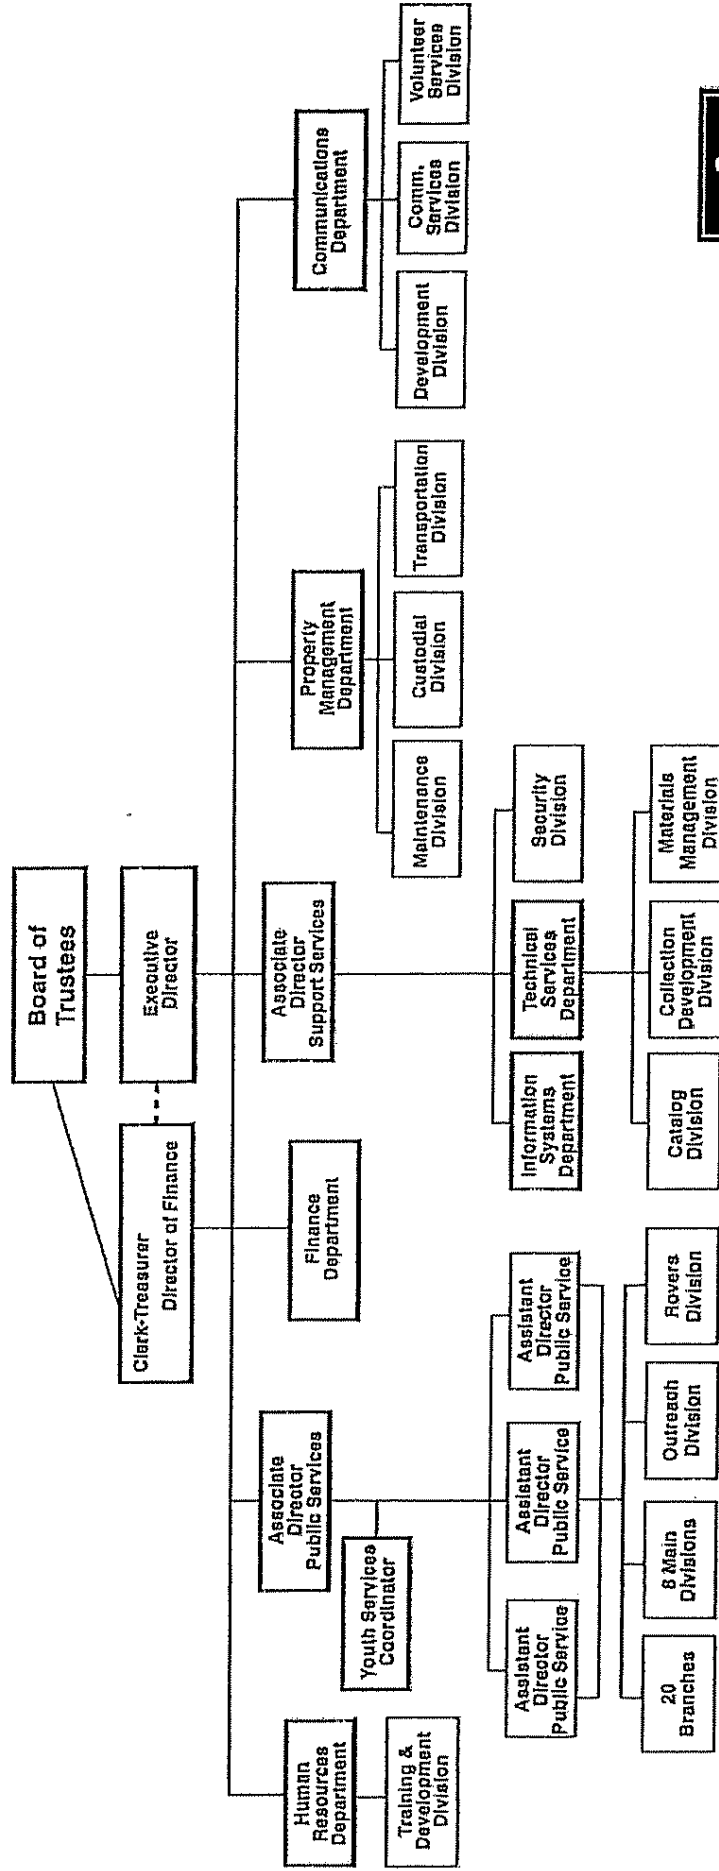 Board of
Trustees
Clerk-Treasurer
Director of Finance
Executive
Director
Human
Resources
Department
Associate
Director
Public Services
Finance
Department
Associate
Director
Support Services
Property
Management
Department
Communications
Department
Training &
Development
Division
Youth Services
Coordinator
Maintenance
Division
Custodial
Division
Transportation
Division
Development
Division
Comm.
Services
Division
Volunteer
Services
Division
Assistant
Director
Public Service
Assistant
Director
Public Service
Assistant
Director
Public Service
Information
Systems
Department
Technical
Services
Department
Security
Division
20
Branches
8 Main
Divisions
Outreach
Division
Rovers
Division
Catalog
Division
Collection
Development
Division
Materials
Management
Division